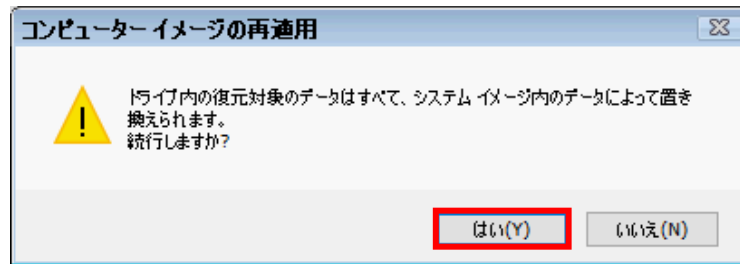 コンピューター イメージの再適用
ドライブ内の復元対象のデータはすべて、システム イメージ内のデータによって置き
換えられます。
続行しますか?
はい(Y)
いいえ(N)